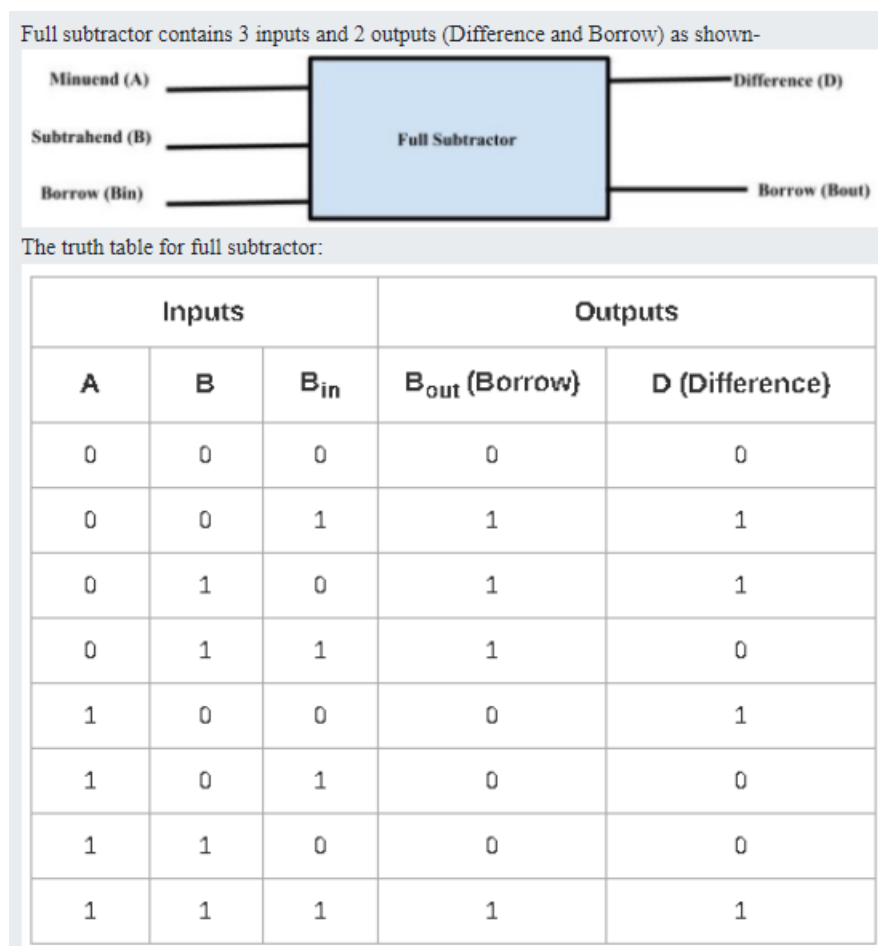 Full subtractor contains 3 inputs and 2 outputs (Difference and Borrow) as shown-
Minuend (A)
Difference (D)
Subtrahend (B)
Full Subtractor
Borrow (Bin)
Borrow (Bout)
The truth table for full subtractor:
Inputs Outputs
A B Bin Bout (Borrow} D (Difference}
0 0 0 0 0
0 0 1 1 1
0 1 0 1 1
0 1 1 1 0
1 0 0 0 1
1 0 1 0 0
1 1 0 0 0
1 1 1 1 1